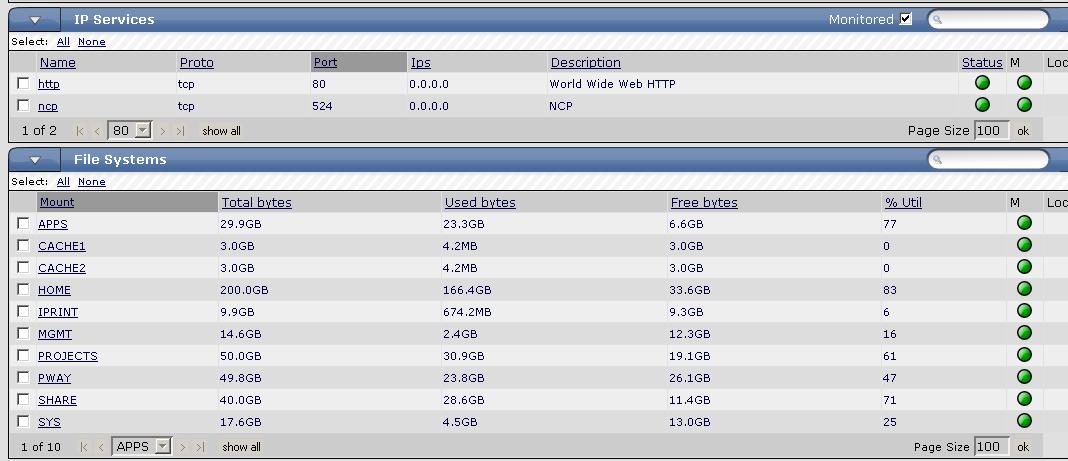 IP Services Monitored
Select: All None
Name Proto Port Ips Description Status M Loc
http tcp 80 0.0.0.0 World Wide Web HTTP
ncp tcp 524 0.0.0.0 NCP
1 of 2 |< < 80 > >| show all Page Size 100 ok
File Systems
Select: All None
Mount Total bytes Used bytes Free bytes % Util M Loc
APPS 29.9GB 23.3GB 6.6GB 77
CACHE1 3.0GB 4.2MB 3.0GB 0
CACHE2 3.0GB 4.2MB 3.0GB 0
HOME 200.0GB 166.4GB 33.6GB 83
IPRINT 9.9GB 674.2MB 9.3GB 6
MGMT 14.6GB 2.4GB 12.3GB 16
PROJECTS 50.0GB 30.9GB 19.1GB 61
PWAY 49.8GB 23.8GB 26.1GB 47
SHARE 40.0GB 28.6GB 11.4GB 71
SYS 17.6GB 4.5GB 13.0GB 25
1 of 10 |< < APPS > >| show all Page Size 100 ok